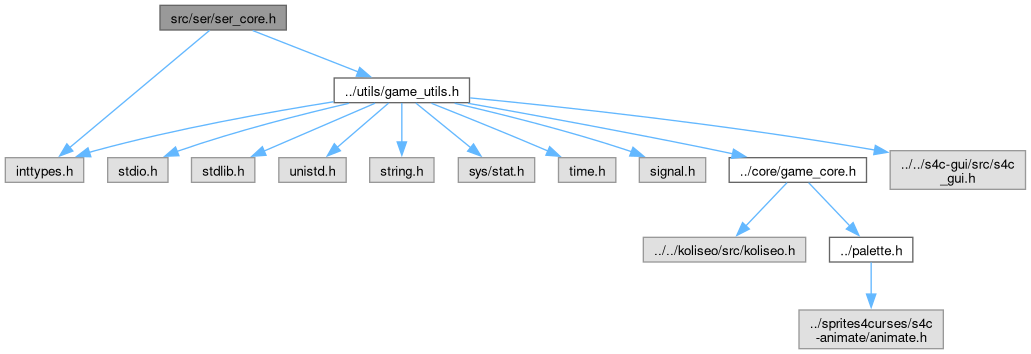 src/ser/ser_core.h
../utils/game_utils.h
inttypes.h
stdio.h
stdlib.h
unistd.h
string.h
sys/stat.h
time.h
signal.h
../core/game_core.h
../../s4c-gui/src/s4c
_gui.h
../../koliseo/src/koliseo.h
../palette.h
../sprites4curses/s4c
-animate/animate.h